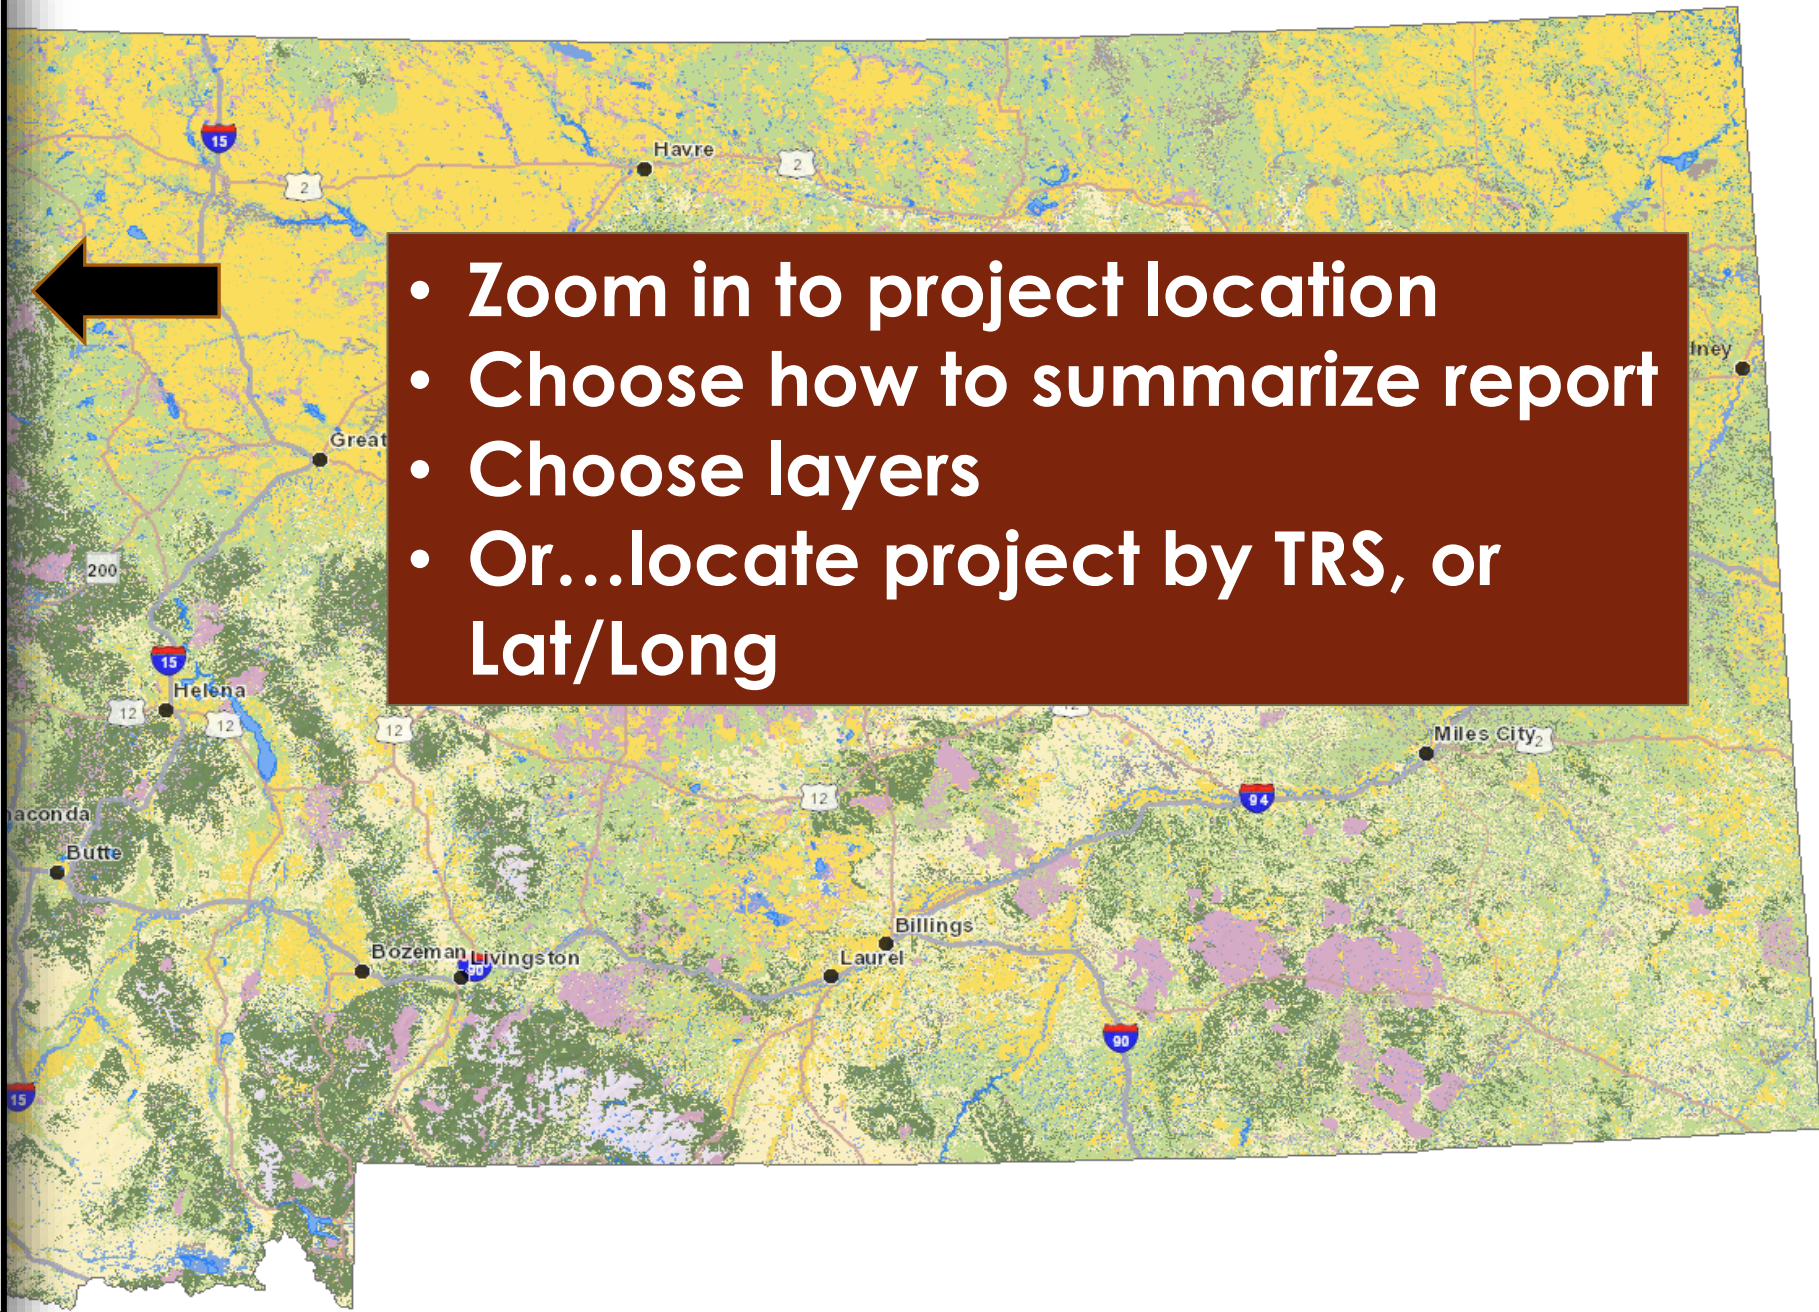 15
Havre
2
2
• Zoom in to project location
• Choose how to summarize report
• Choose layers
• Or...locate project by TRS, or
Lat/Long
Great
200
15
Helena
12
12
12
Miles City
12
94
Butte
Billings
Bozeman
Livingston
90
Laurel
90
15